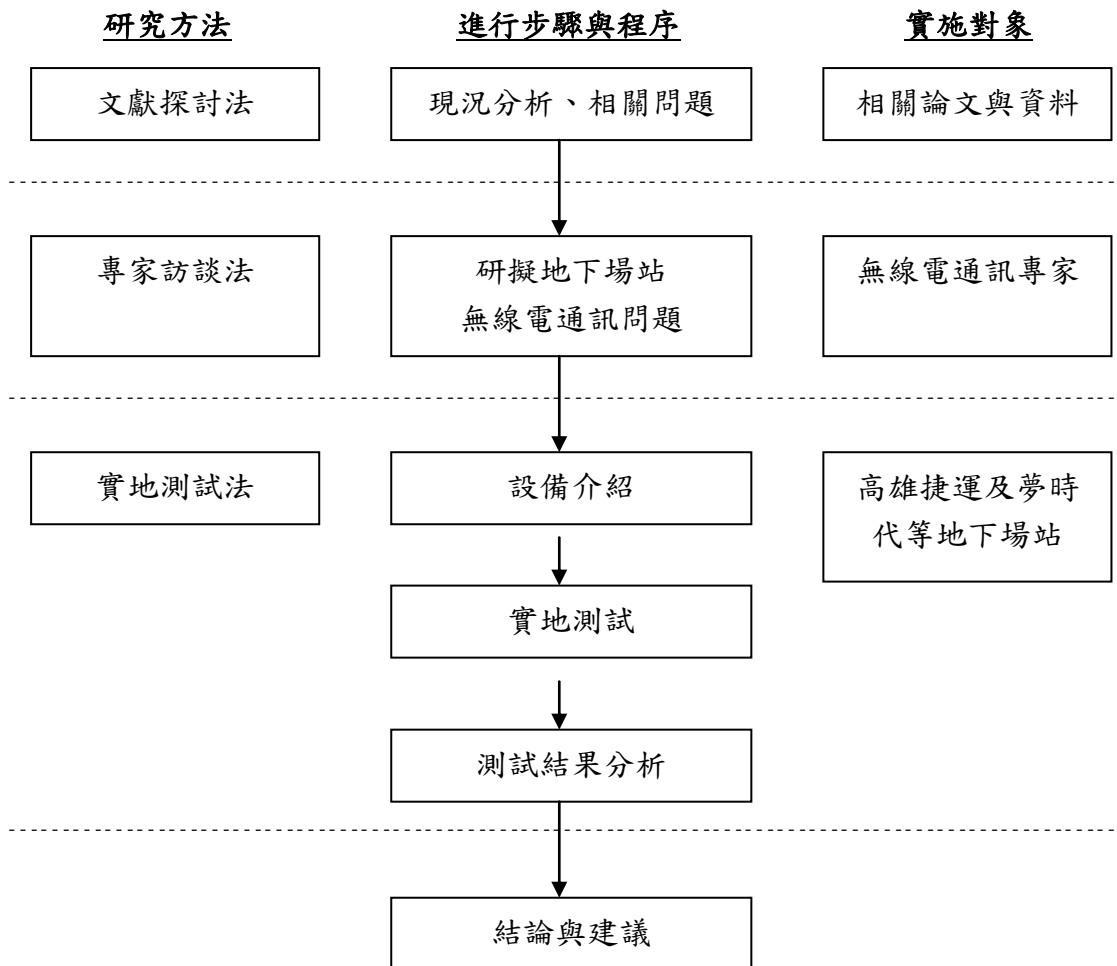 研究方法 進行步驟與程序 實施對象
文獻探討法 現況分析、相關問題 相關論文與資料
專家訪談法 研擬地下場站 無線電通訊專家
無線電通訊問題
實地測試法 設備介紹 高雄捷運及夢時
代等地下場站
實地測試
測試結果分析
結論與建議